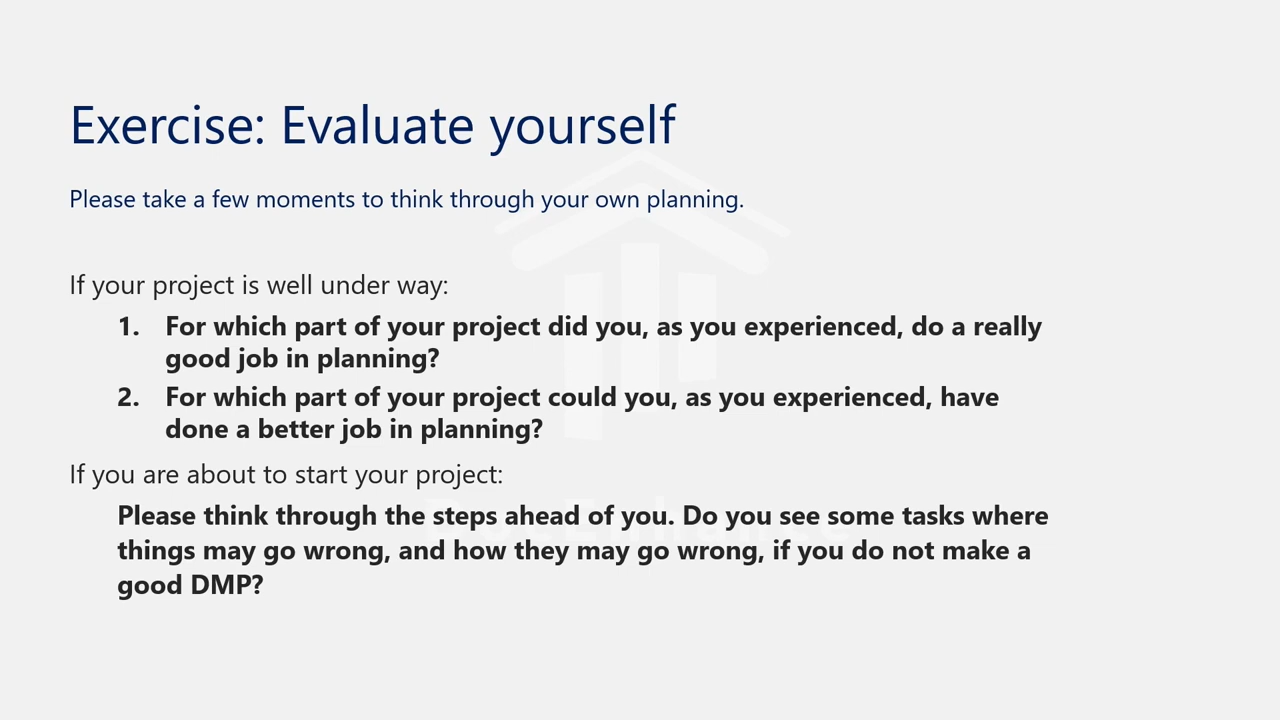 Exercise: Evaluate yourself
Please take a few moments to think through your own planning.
If your project is well under way:
1. For which part of your project did you, as you experienced, do a really
good job in planning?
2. For which part of your project could you, as you experienced, have
done a better job in planning?
If you are about to start your project:
Please think through the steps ahead of you. Do you see some tasks where
things may go wrong, and how they may go wrong, if you do not make a
good DMP?